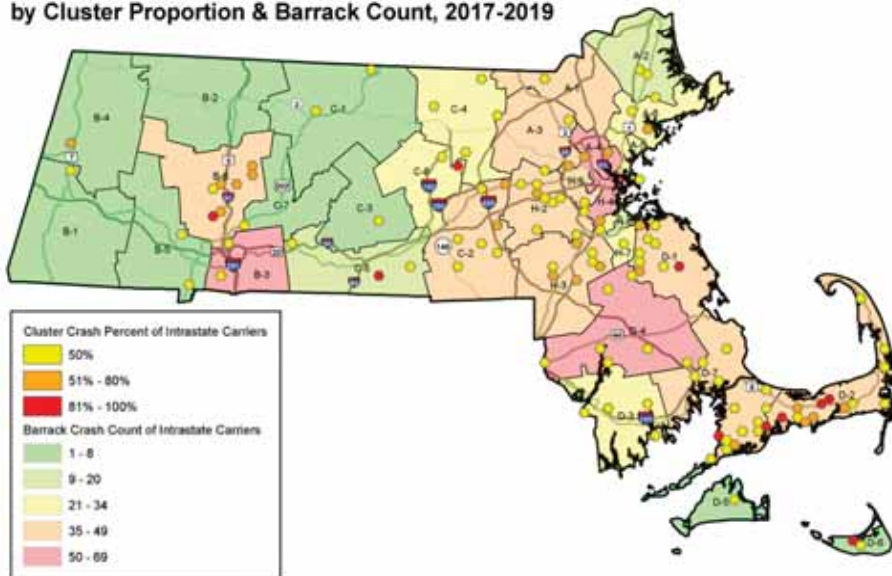 by Cluster Proportion & Barrack Count, 2017-2019
A-2
A-1
B-2
C-1
C-4
B-4
A-3
C-6
H-2
C-7
C-3
B-1
C-2
D-1
B-3
H-3
D-4
D-7
D-2
D-3
D-5
D-6
Cluster Crash Percent of Intrastate Carriers
50%
51% - 80%
81% - 100%
Barrack Crash Count of Intrastate Carriers
1 - 8
9 - 20
21 - 34
35 - 49
50 - 69